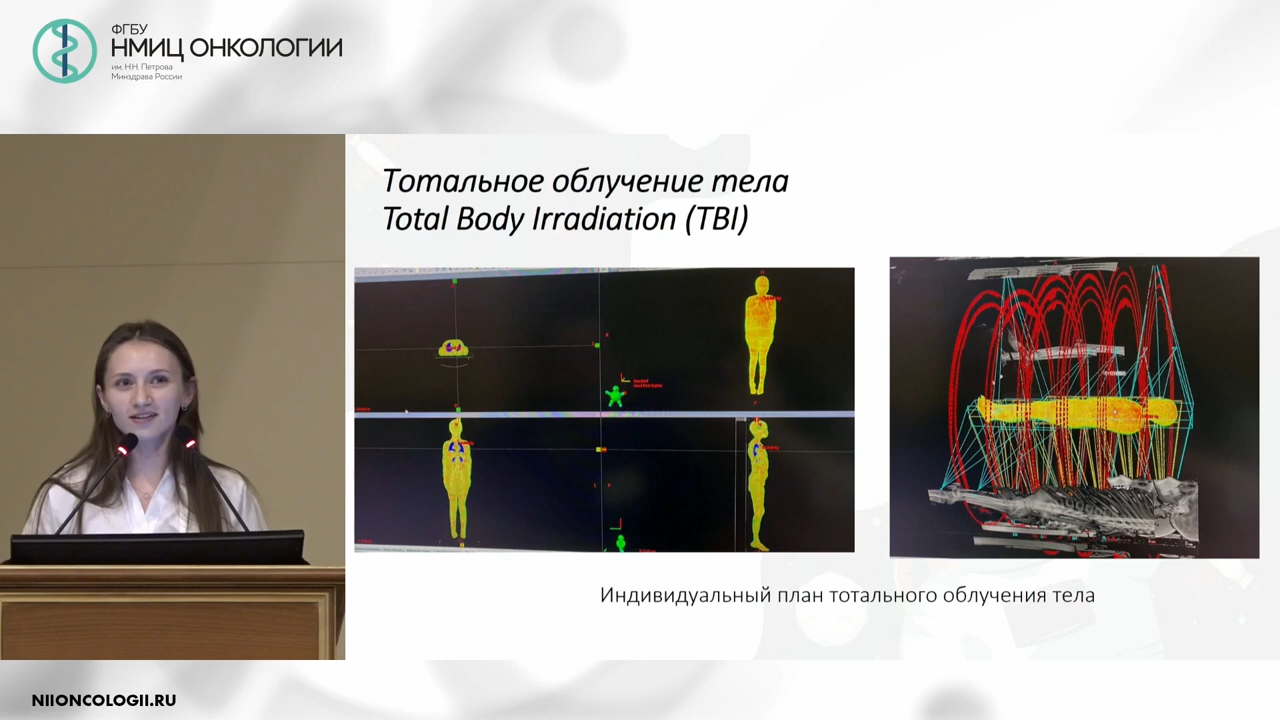 ФГБУ
НМИЦ ОНКОЛОГИИ
им. Н.Н. Петрова
Минздрава России
Тотальное облучение тела
Total Body Irradiation (TBI)
Индивидуальный план тотального облучения тела
NIIONCOLOGII.RU